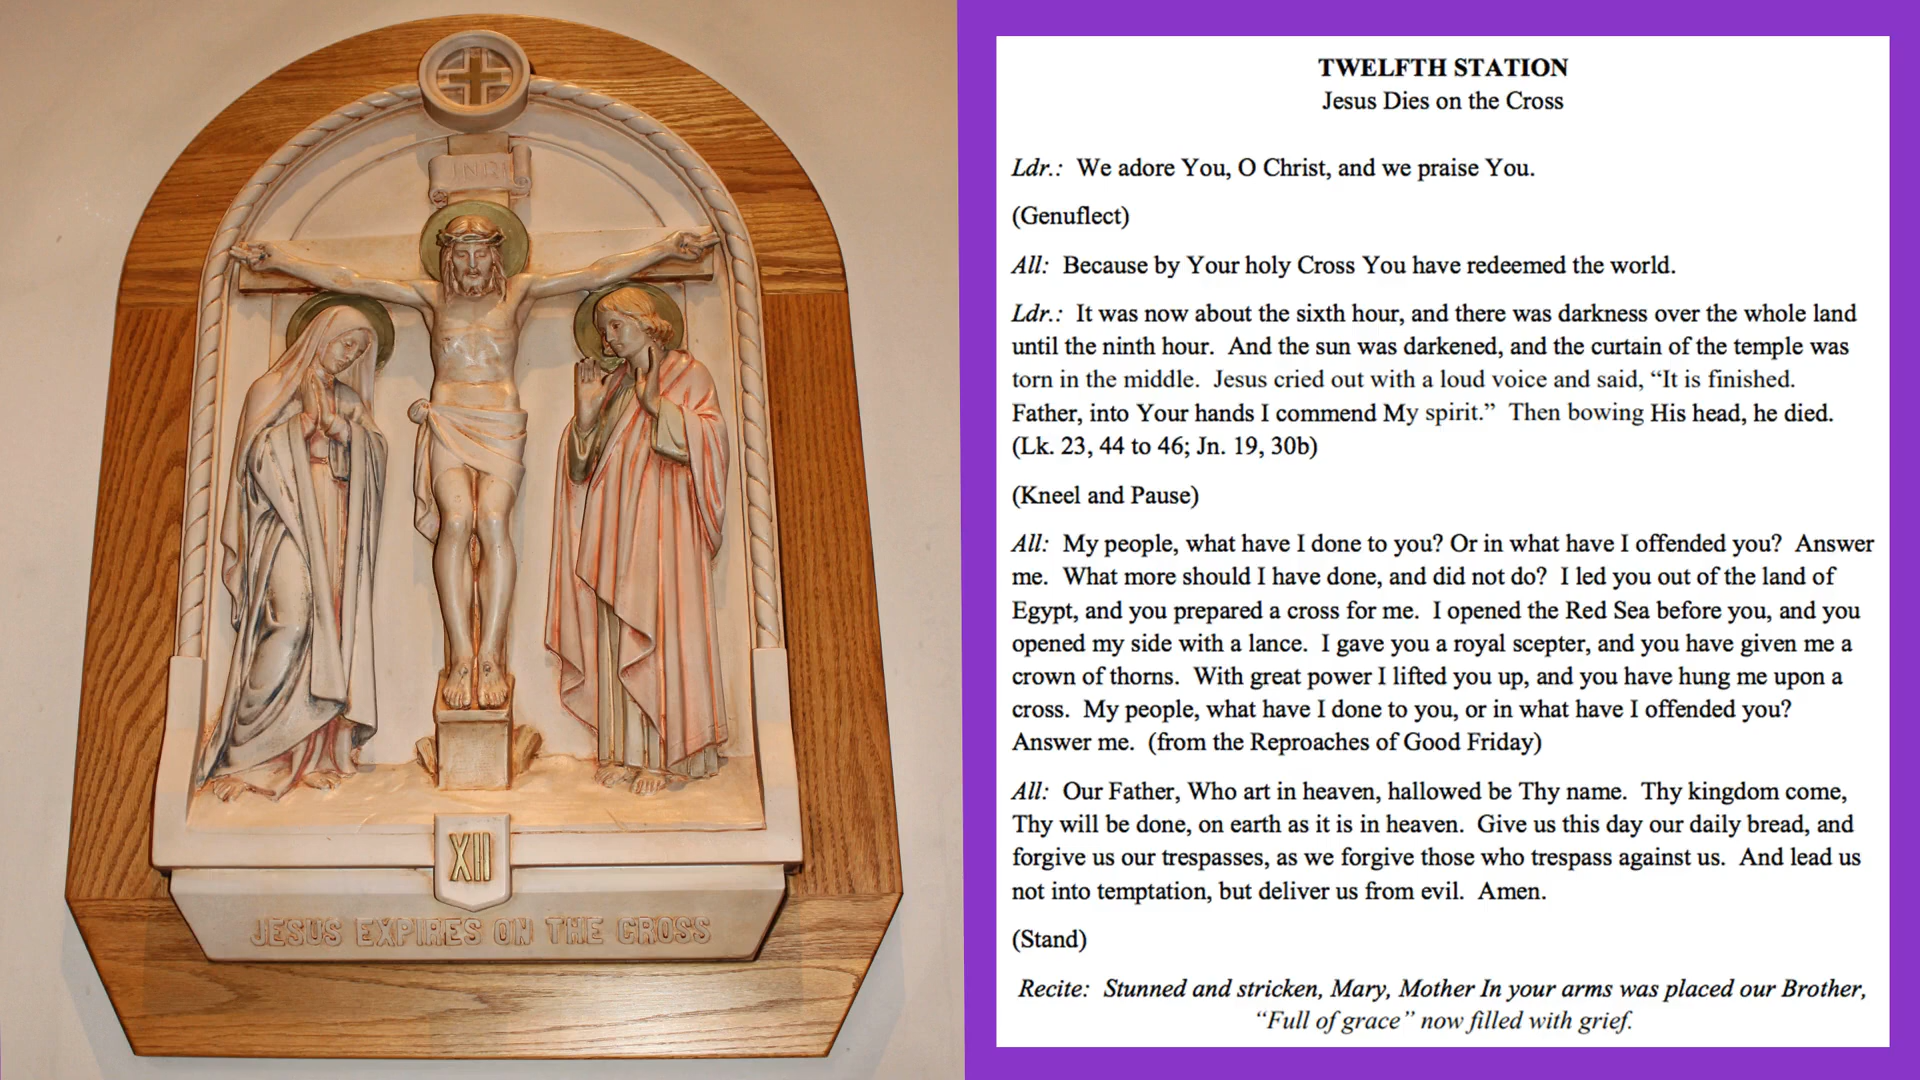 INRI
XII
JESUS EXPIRES ON THE CROSS
TWELFTH STATION
Jesus Dies on the Cross
Ldr.: We adore You, O Christ, and we praise You.
(Genuflect)
All: Because by Your holy Cross You have redeemed the world.
Ldr.: It was now about the sixth hour, and there was darkness over the whole land
until the ninth hour. And the sun was darkened, and the curtain of the temple was
torn in the middle. Jesus cried out with a loud voice and said, “It is finished.
Father, into Your hands I commend My spirit.” Then bowing His head, he died.
(Lk. 23, 44 to 46; Jn. 19, 30b)
(Kneel and Pause)
All: My people, what have I done to you? Or in what have I offended you? Answer
me. What more should I have done, and did not do? I led you out of the land of
Egypt, and you prepared a cross for me. I opened the Red Sea before you, and you
opened my side with a lance. I gave you a royal scepter, and you have given me a
crown of thorns. With great power I lifted you up, and you have hung me upon a
cross. My people, what have I done to you, or in what have I offended you?
Answer me. (from the Reproaches of Good Friday)
All: Our Father, Who art in heaven, hallowed be Thy name. Thy kingdom come,
Thy will be done, on earth as it is in heaven. Give us this day our daily bread, and
forgive us our trespasses, as we forgive those who trespass against us. And lead us
not into temptation, but deliver us from evil. Amen.
(Stand)
Recite: Stunned and stricken, Mary, Mother In your arms was placed our Brother,
“Full of grace” now filled with grief.